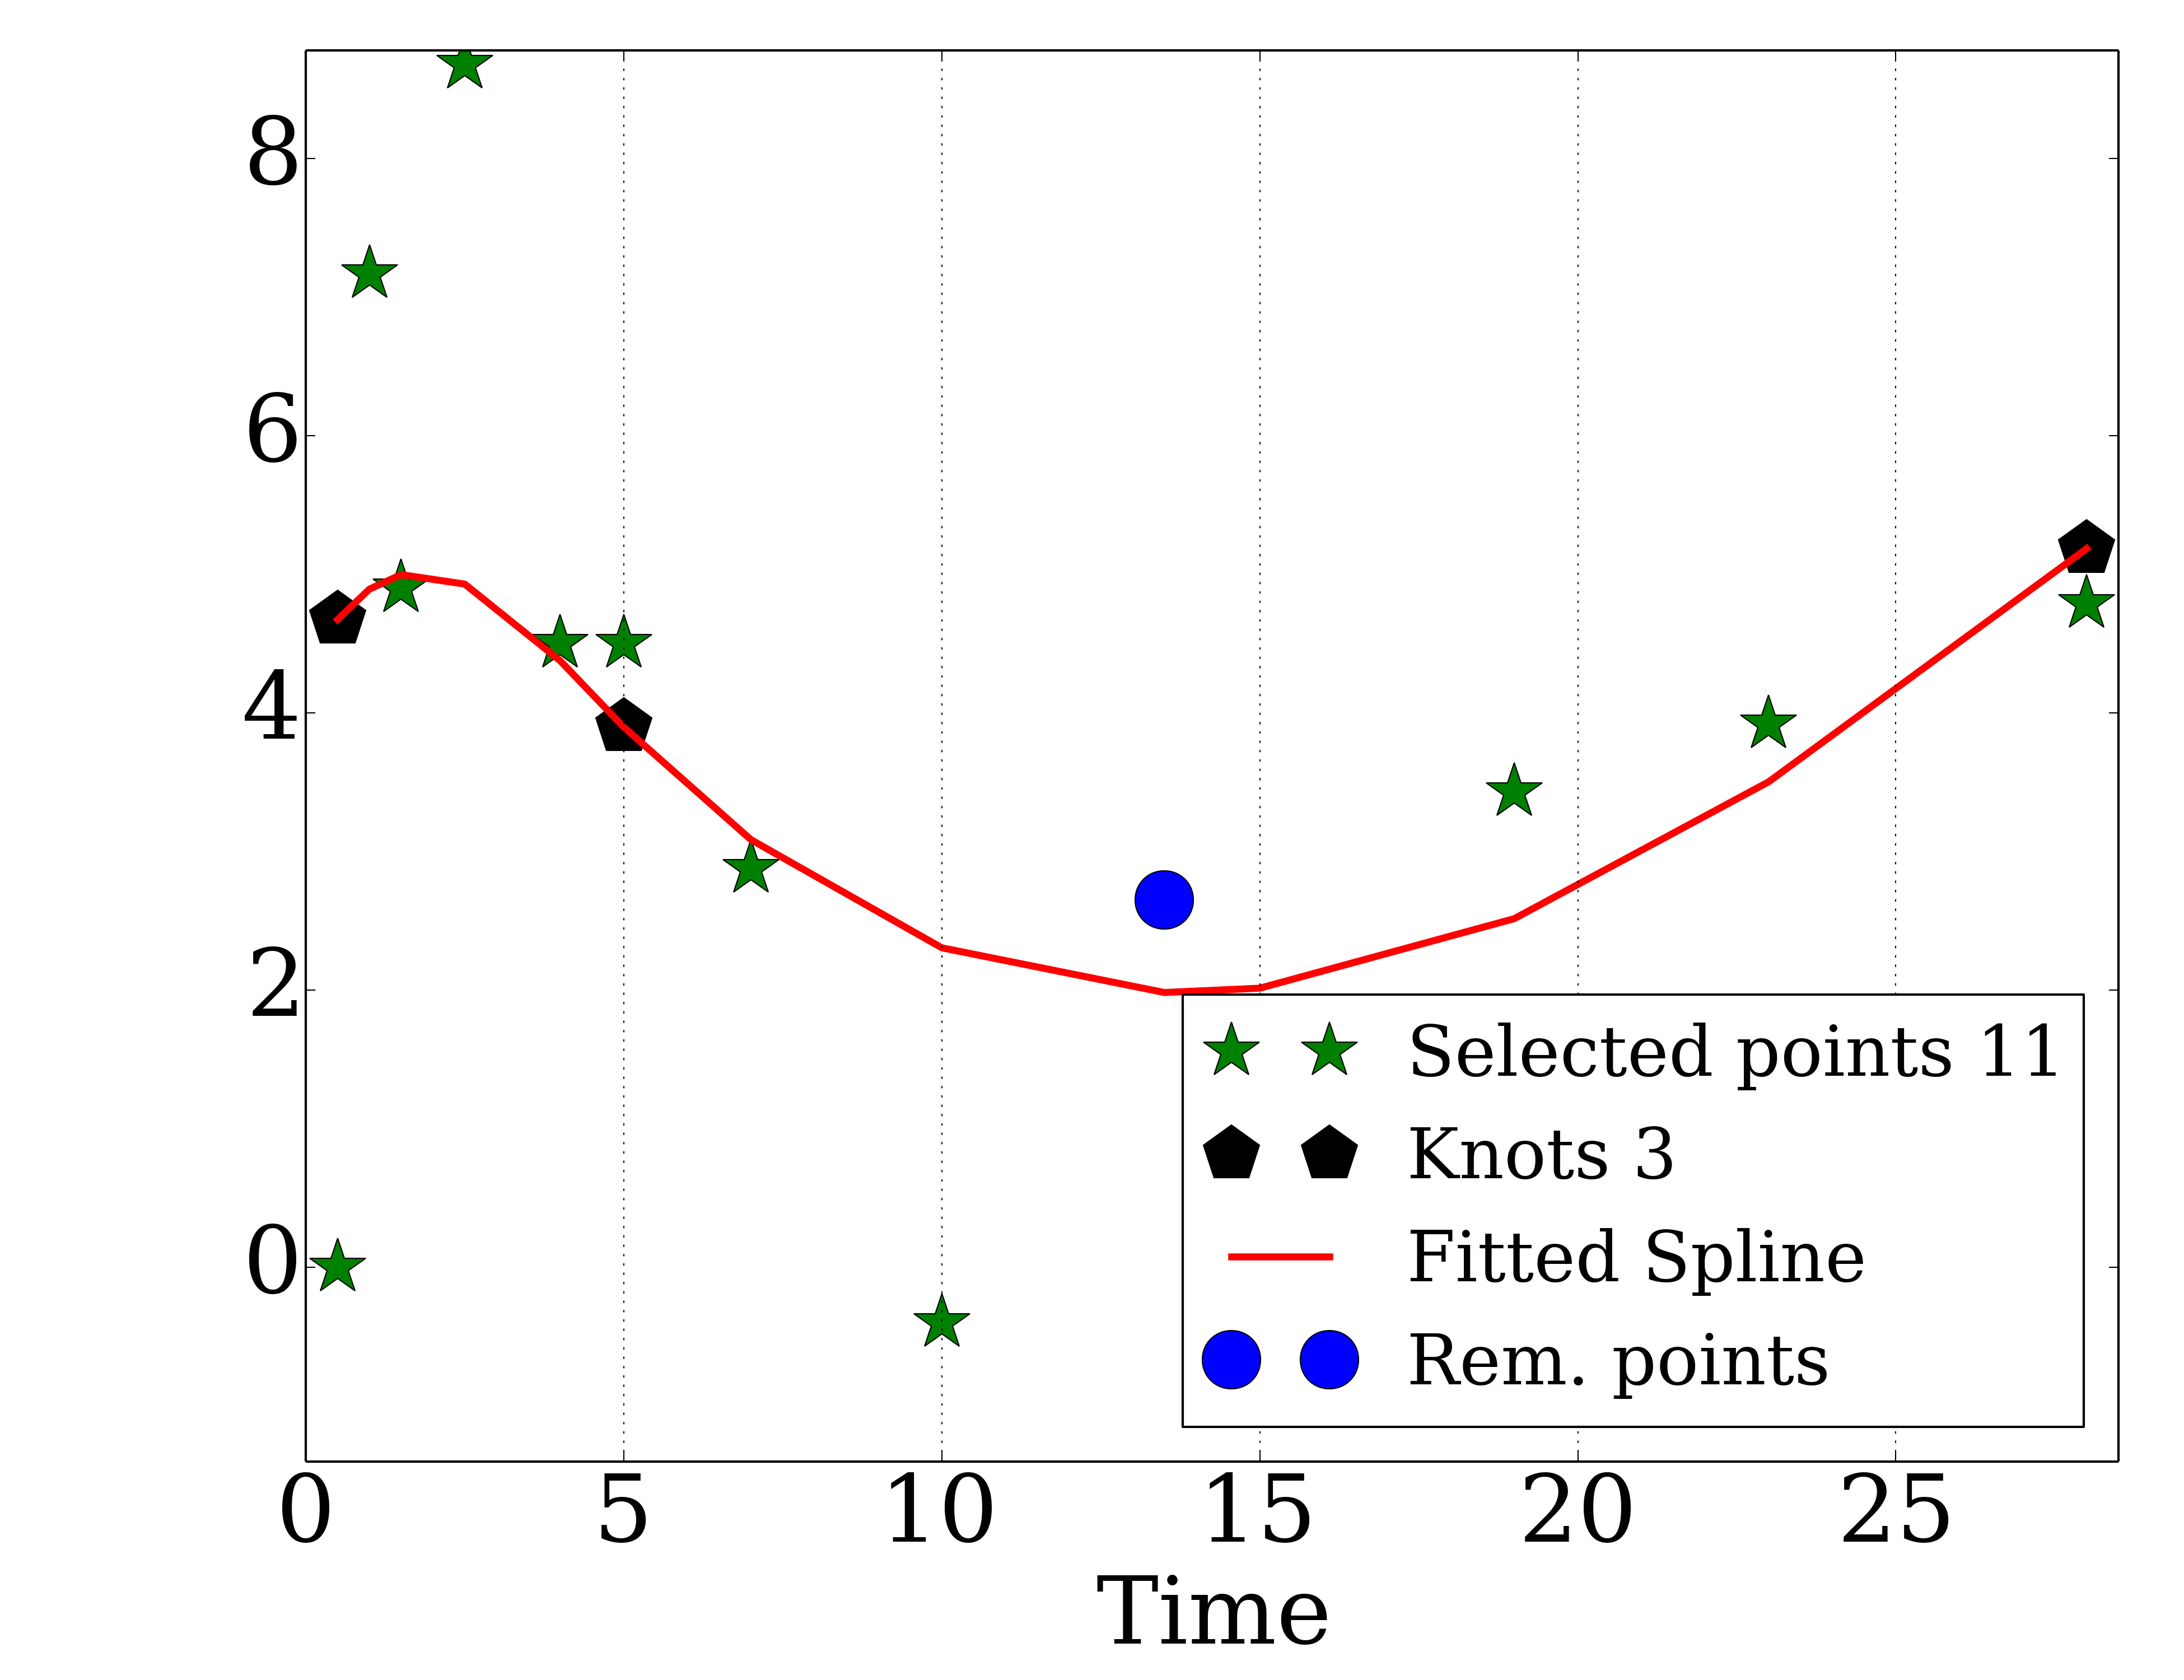 8
6
4
2
0
0 5 10 15 20 25
Time
Selected points 11
Knots 3
Fitted Spline
Rem. points